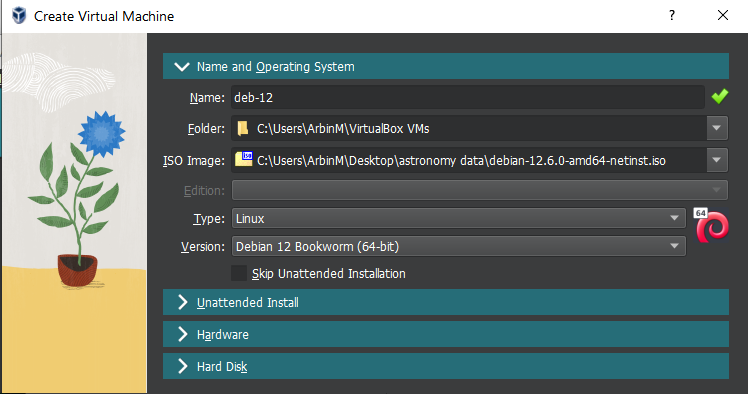 Create Virtual Machine ? ×
Name and Operating System
Name: deb-12
Folder: C:\Users\ArbinM\VirtualBox VMs
ISO Image: ISO C:\Users\ArbinM\Desktop\astronomy data\debian-12.6.0-amd64-netinst.iso
Edition:
Type: Linux 64
Version: Debian 12 Bookworm (64-bit)
Skip Unattended Installation
Unattended Install
Hardware
Hard Disk